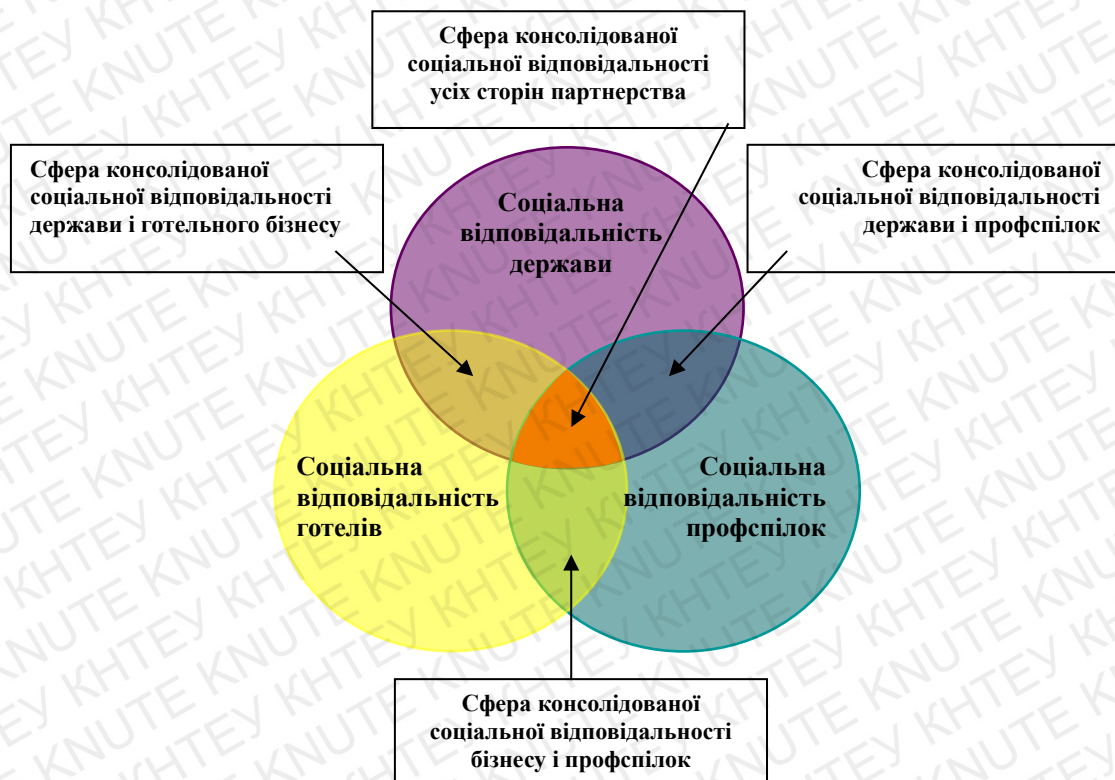 Сфера консолідованої
соціальної відповідальності
усіх сторін партнерства
Сфера консолідованої
соціальної відповідальності
держави і готельного бізнесу
Сфера консолідованої
соціальної відповідальності
держави і профспілок
Соціальна
відповідальність
держави
Соціальна
відповідальність
готелів
Соціальна
відповідальність
профспілок
Сфера консолідованої
соціальної відповідальності
бізнесу і профспілок
КНТЕУ KNUTE